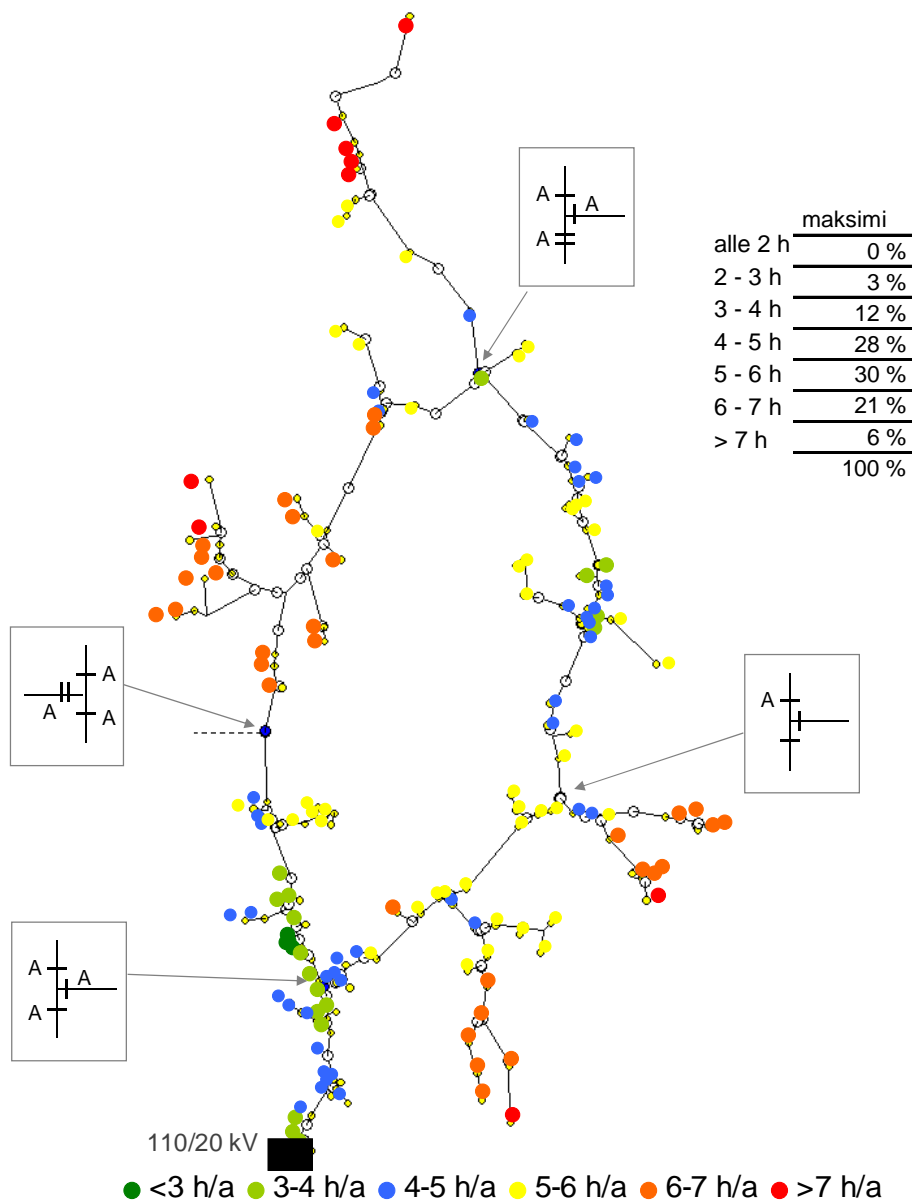 A
A
A
maksimi
alle 2 h 0 %
2 - 3 h 3 %
3 - 4 h 12 %
4 - 5 h 28 %
5 - 6 h 30 %
6 - 7 h 21 %
> 7 h 6 %
100 %
A
A
A
A
A
A
A
110/20 kV
<3 h/a 3-4 h/a 4-5 h/a 5-6 h/a 6-7 h/a >7 h/a